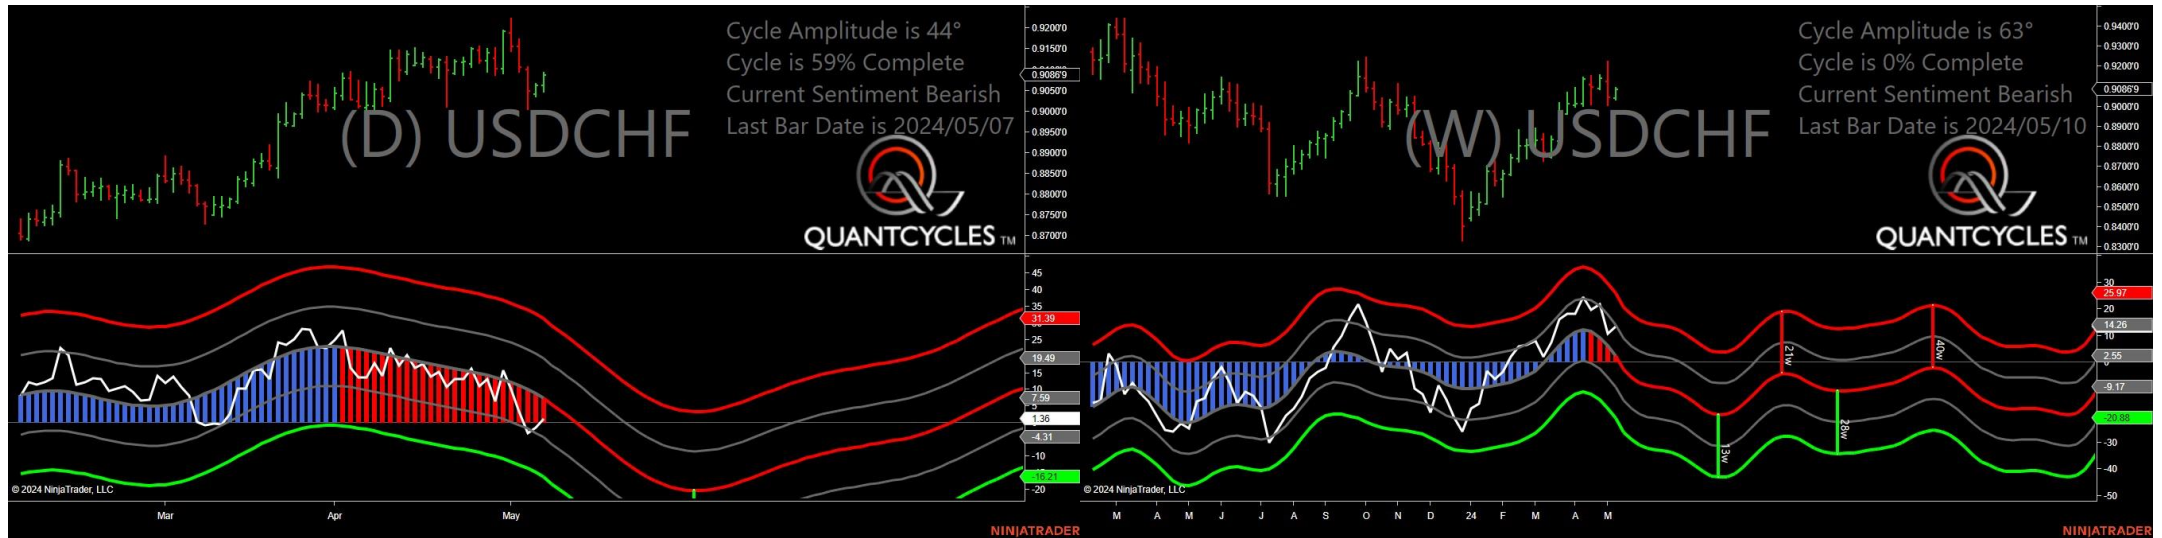 Cycle Amplitude is 44°
Cycle is 59% Complete
Current Sentiment Bearish
Last Bar Date is 2024/05/07
(D) USDCHF
QUANTCYCLES TM
0.9200'0
0.9150'0
0.9086'9
0.9050'0
0.9000'0
0.8950'0
0.8900'0
0.8850'0
0.8800'0
0.8750'0
0.8700'0
45
40
35
31.39
25
19.49
15
10
7.59
5
1.36
-4.31
-10
-16.21
-20
© 2024 NinjaTrader, LLC
Mar Apr May
NINJATRADER
Cycle Amplitude is 63°
Cycle is 0% Complete
Current Sentiment Bearish
Last Bar Date is 2024/05/10
(W) USDCHF
QUANTCYCLES TM
0.9400'0
0.9300'0
0.9200'0
0.9086'9
0.9000'0
0.8900'0
0.8800'0
0.8700'0
0.8600'0
0.8500'0
0.8400'0
0.8300'0
30
25.97
20
14.26
10
2.55
-9.17
-20.88
-30
-40
-50
21w
40w
13w
28w
© 2024 NinjaTrader, LLC
M A M J J A S O N D 24 F M A M
NINJATRADER